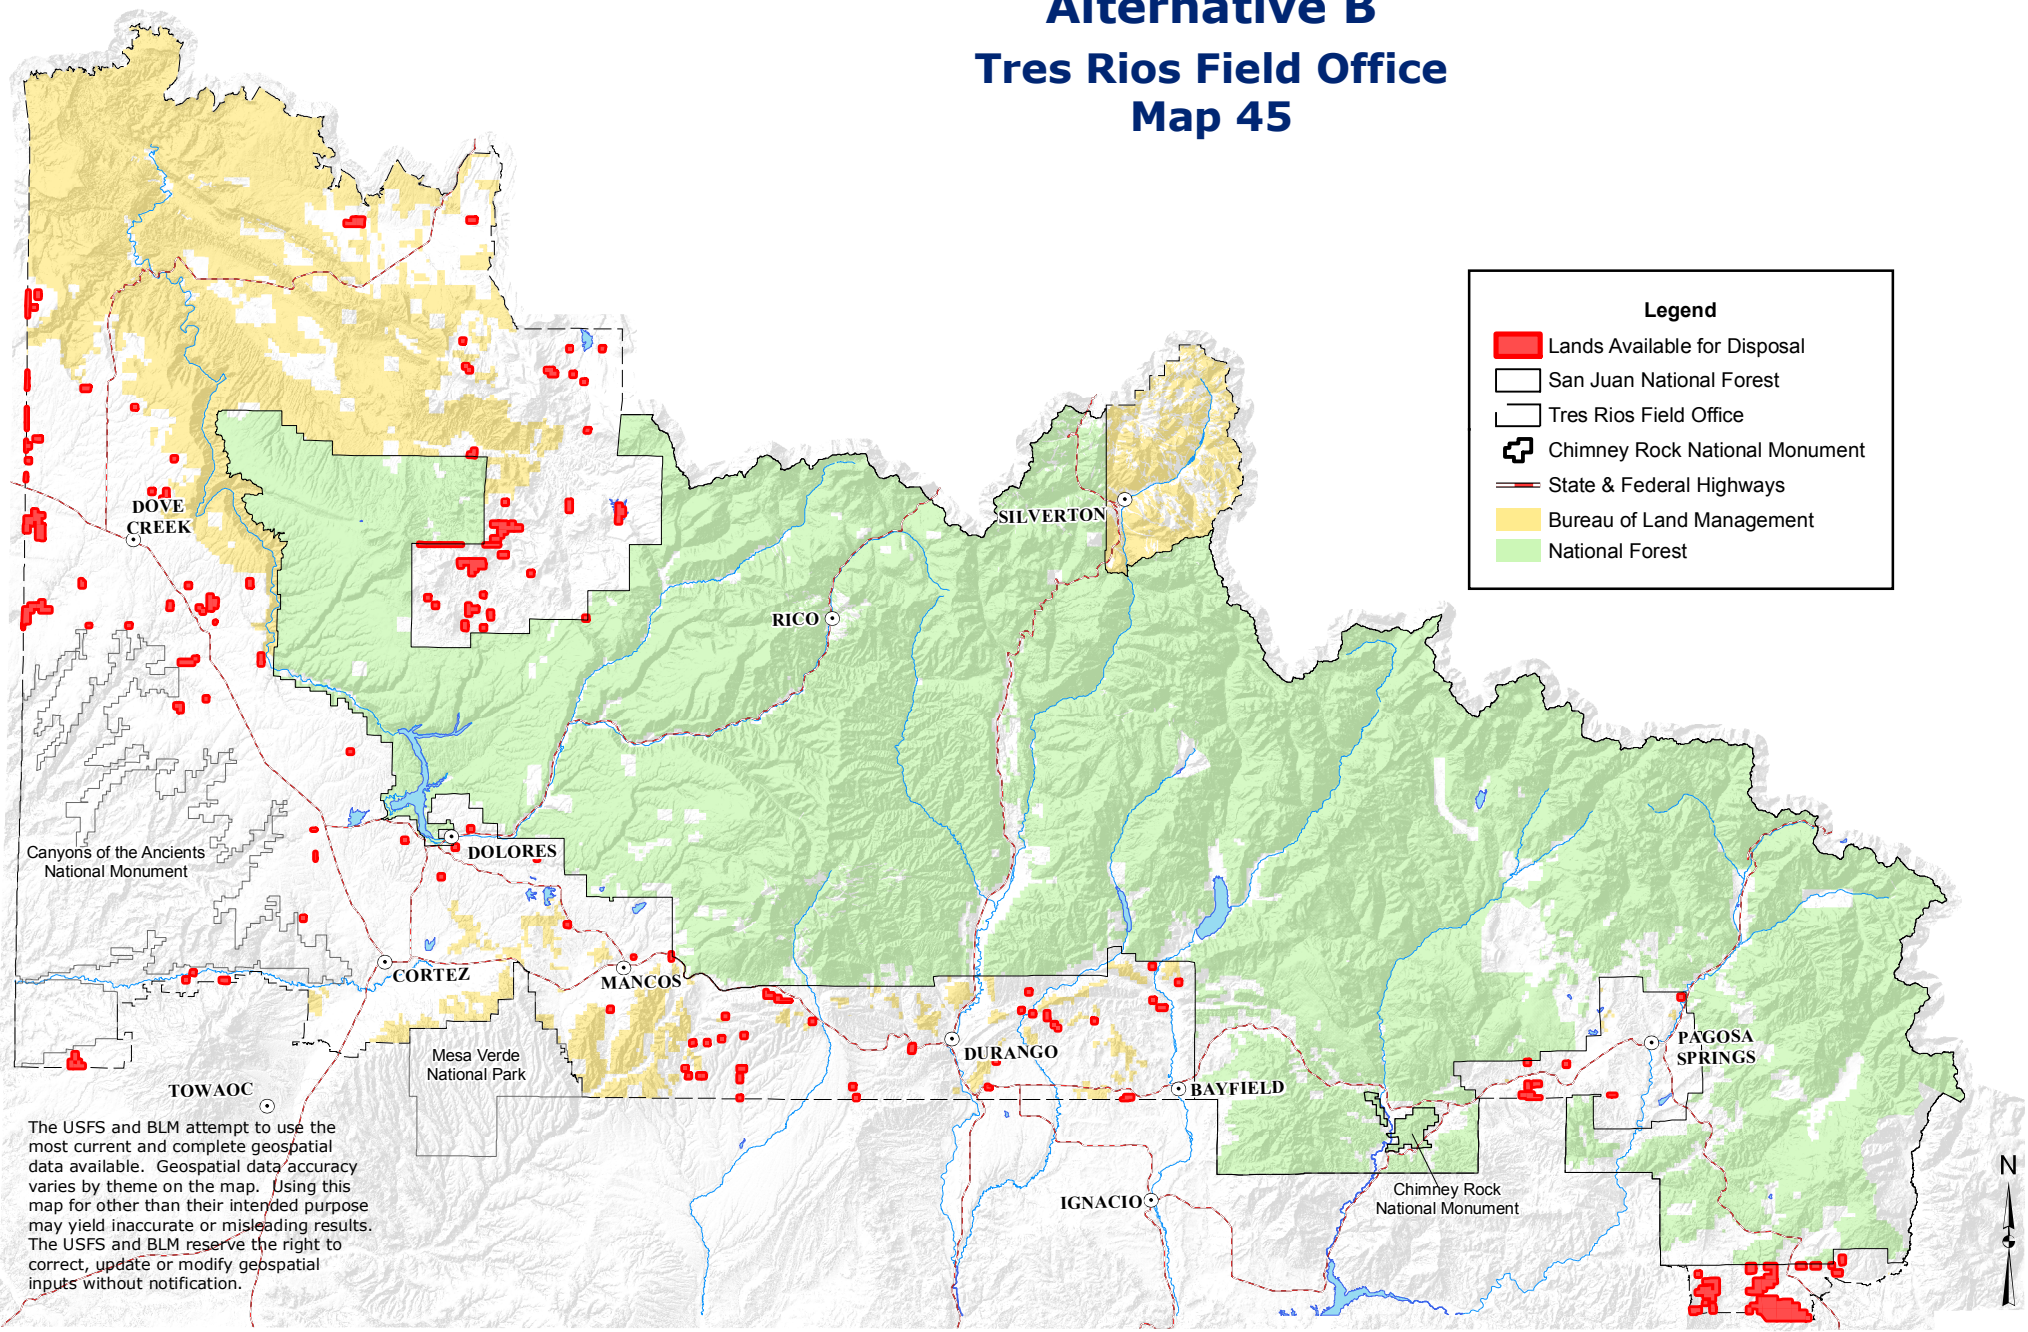 Alternative B
Tres Rios Field Office
Map 45
Legend
Lands Available for Disposal
San Juan National Forest
Tres Rios Field Office
Chimney Rock National Monument
State & Federal Highways
Bureau of Land Management
National Forest
DOVE
CREEK
SILVERTON
RICO
DOLORES
Canyons of the Ancients
National Monument
CORTEZ
MANCOS
Mesa Verde
National Park
DURANGO
PAGOSA
SPRINGS
TOWAOC
BAYFIELD
IGNACIO
Chimney Rock
National Monument
The USFS and BLM attempt to use the
most current and complete geospatial
data available. Geospatial data accuracy
varies by theme on the map. Using this
map for other than their intended purpose
may yield inaccurate or misleading results.
The USFS and BLM reserve the right to
correct, update or modify geospatial
inputs without notification.
N